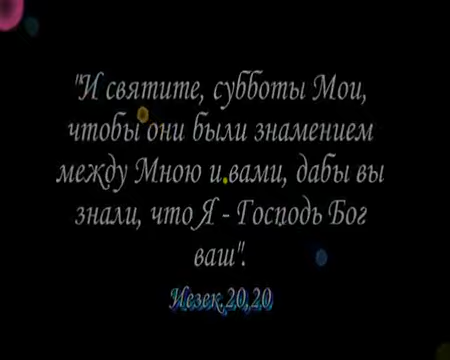 "И святите, субботы Мои,
чтобы они были знамением
между Мною и вами, дабы вы
знали, что Я - Господь Бог
ваш".
Иезек.20,20